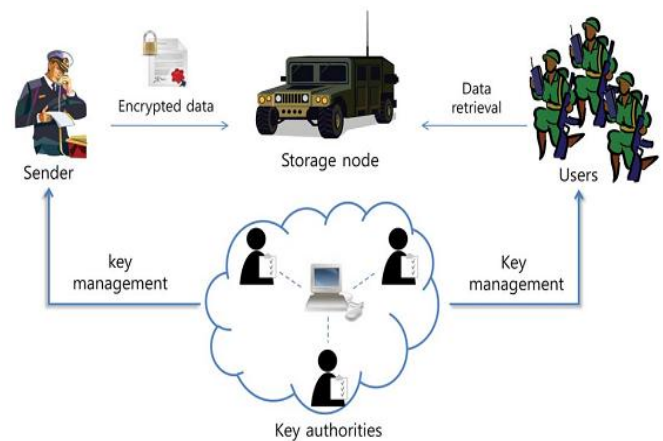 Encrypted data
Data
retrieval
Sender
Storage node
Users
key
management
Key
management
Key authorities